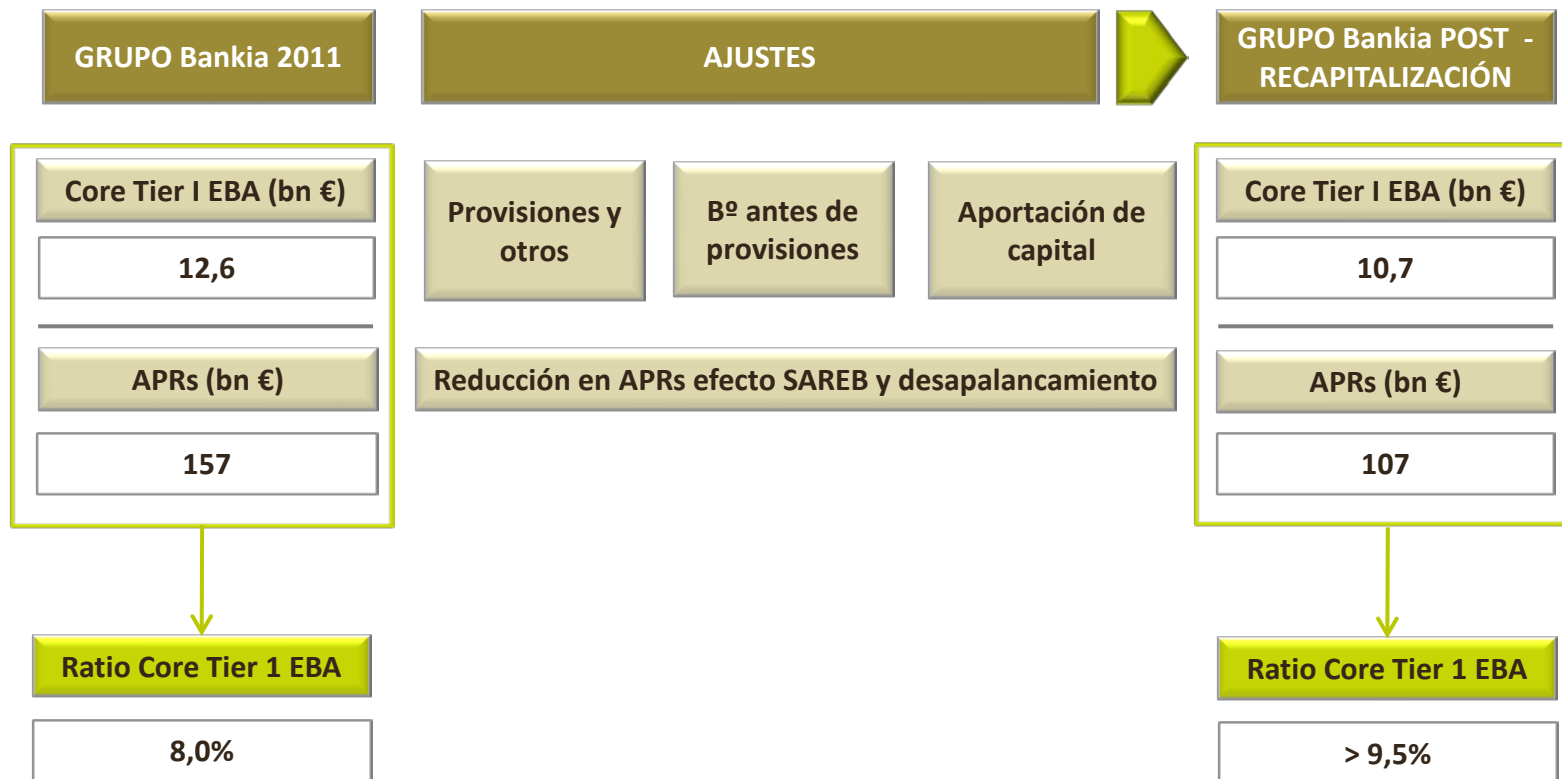 GRUPO Bankia 2011
AJUSTES
GRUPO Bankia POST -
RECAPITALIZACIÓN
Core Tier I EBA (bn €)
12,6
APRs (bn €)
157
Provisiones y
otros
Bº antes de
provisiones
Aportación de
capital
Reducción en APRs efecto SAREB y desapalancamiento
Core Tier I EBA (bn €)
10,7
APRs (bn €)
107
Ratio Core Tier 1 EBA
8,0%
Ratio Core Tier 1 EBA
> 9,5%